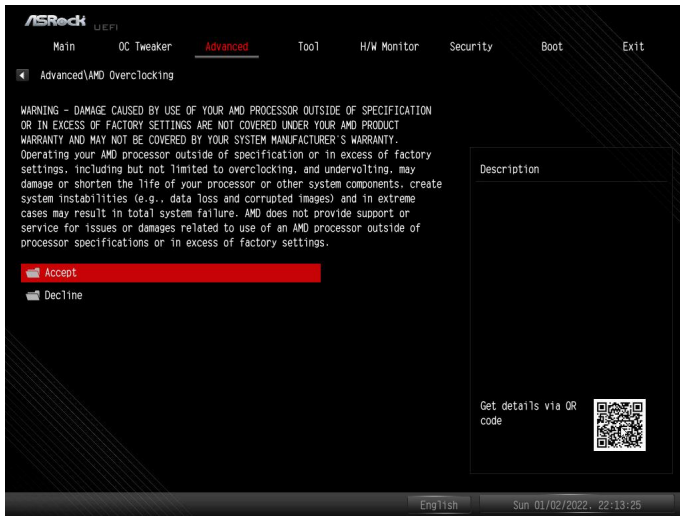 ASRock UEFI
Main OC Tweaker Advanced Tool H/W Monitor Security Boot Exit
Advanced\AMD Overclocking
WARNING - DAMAGE CAUSED BY USE OF YOUR AMD PROCESSOR OUTSIDE OF SPECIFICATION
OR IN EXCESS OF FACTORY SETTINGS ARE NOT COVERED UNDER YOUR AMD PRODUCT
WARRANTY AND MAY NOT BE COVERED BY YOUR SYSTEM MANUFACTURER'S WARRANTY.
Operating your AMD processor outside of specification or in excess of factory
settings, including but not limited to overclocking, and undervolting, may
damage or shorten the life of your processor or other system components, create
system instabilities (e.g., data loss and corrupted images) and in extreme
cases may result in total system failure. AMD does not provide support or
service for issues or damages related to use of an AMD processor outside of
processor specifications or in excess of factory settings.
Accept
Decline
Description
Get details via QR
code
English Sun 01/02/2022, 22:13:25